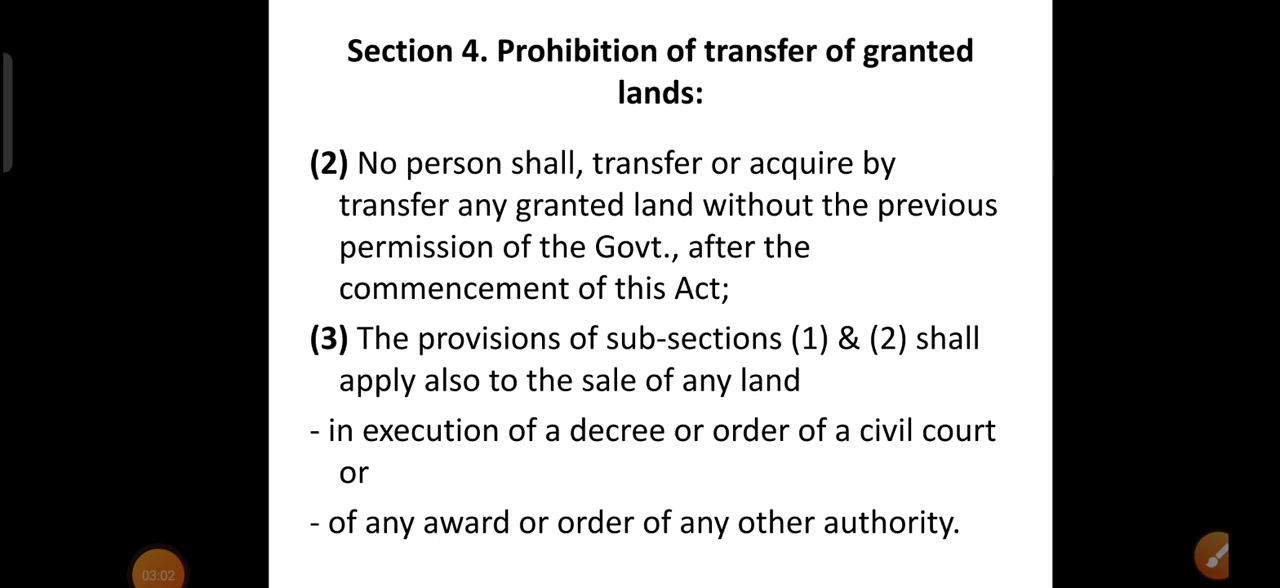 Section 4. Prohibition of transfer of granted
lands:
(2) No person shall, transfer or acquire by
transfer any granted land without the previous
permission of the Govt., after the
commencement of this Act;
(3) The provisions of sub-sections (1) & (2) shall
apply also to the sale of any land
- in execution of a decree or order of a civil court
or
- of any award or order of any other authority.
03:02